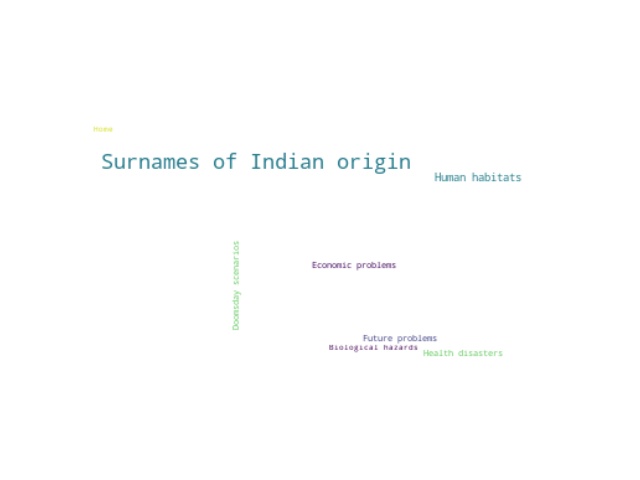 Home
Surnames of Indian origin
Human habitats
Doomsday scenarios
Economic problems
Future problems
Biological hazards
Health disasters